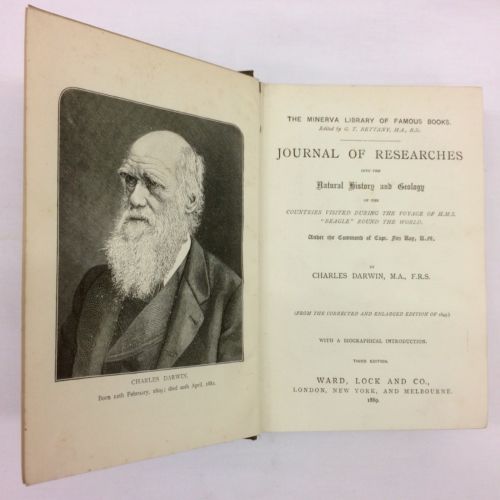 CHARLES DARWIN.
Born 12th February, 1809; died 20th April, 1882.
THE MINERVA LIBRARY OF FAMOUS BOOKS.
Edited by G. T. BETTANY, M.A., B.Sc.
JOURNAL OF RESEARCHES
INTO THE
Natural History and Geology
OF THE
COUNTRIES VISITED DURING THE VOYAGE OF H.M.S.
"BEAGLE" ROUND THE WORLD.
Under the Command of Capt. Fitz Roy, R.N.
BY
CHARLES DARWIN, M.A., F.R.S.
(FROM THE CORRECTED AND ENLARGED EDITION OF 1845)
WITH A BIOGRAPHICAL INTRODUCTION.
THIRD EDITION.
WARD, LOCK AND CO.,
LONDON, NEW YORK, AND MELBOURNE.
1889.